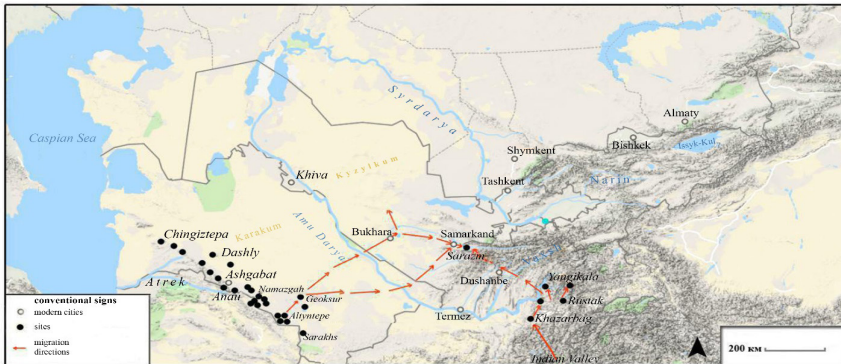 Almaty
Syrdarya
Caspian Sea
Bishkek
Issyk-Kul
Shymkent
Kyzylkum
Khiva
Tashkent
Narin
Karakum
Amu Darya
Chingiztepa
Bukhara
Samarkand
Dashly
Sarazm
Ashgabat
Dushanbe
Yangikala
Atrek
Namazgah
Anau
Geoksur
Rustak
conventional signs
modern cities
Altyntepe
Termez
Khazarbag
sites
migration
directions
Sarakhs
200 км
Indian Valley